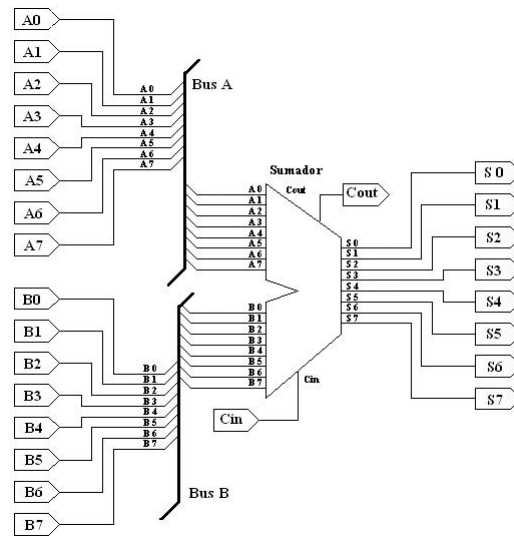 A0
A1
A2
A3
A4
A5
A6
A7
Bus A
A0
A1
A2
A3
A4
A5
A6
A7
Sumador
Cout
Cout
A0
A1
A2
A3
A4
A5
A6
A7
S0
S1
S2
S3
S4
S5
S6
S7
S0
S1
S2
S3
S4
S5
S6
S7
B0
B1
B2
B3
B4
B5
B6
B7
B0
B1
B2
B3
B4
B5
B6
B7
Bus B
B0
B1
B2
B3
B4
B5
B6
B7
Cin
Cin